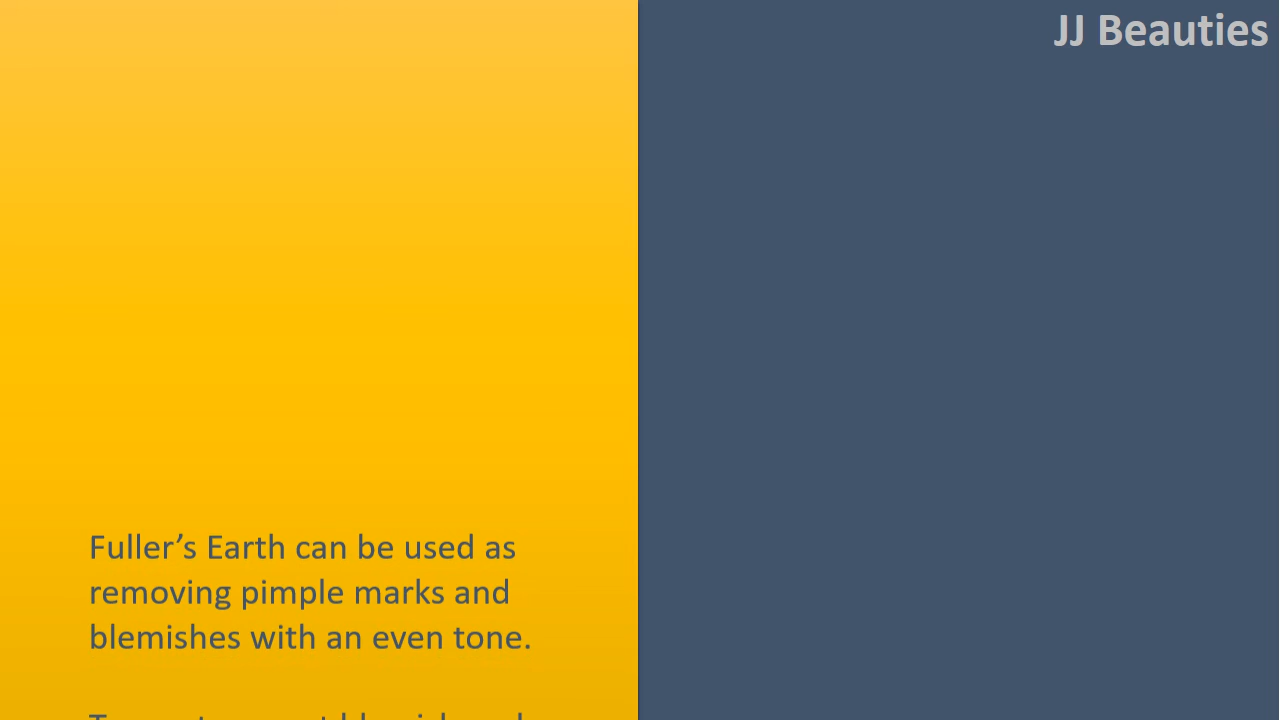 JJ Beauties
Fuller’s Earth can be used as
removing pimple marks and
blemishes with an even tone.